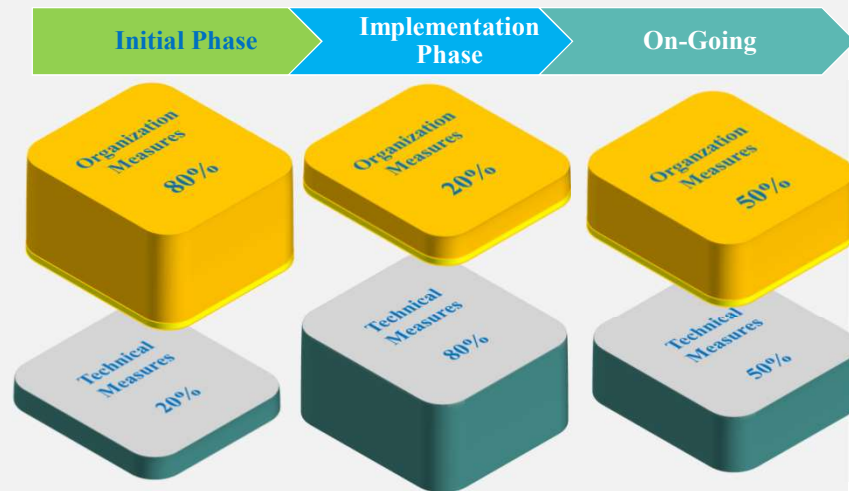 Initial Phase
Implementation
Phase
On-Going
Organization
Measures
80%
Organization
Measures
20%
Organzation
Measures
50%
Technical
Measures
20%
Technical
Measures
80%
Technical
Measures
50%